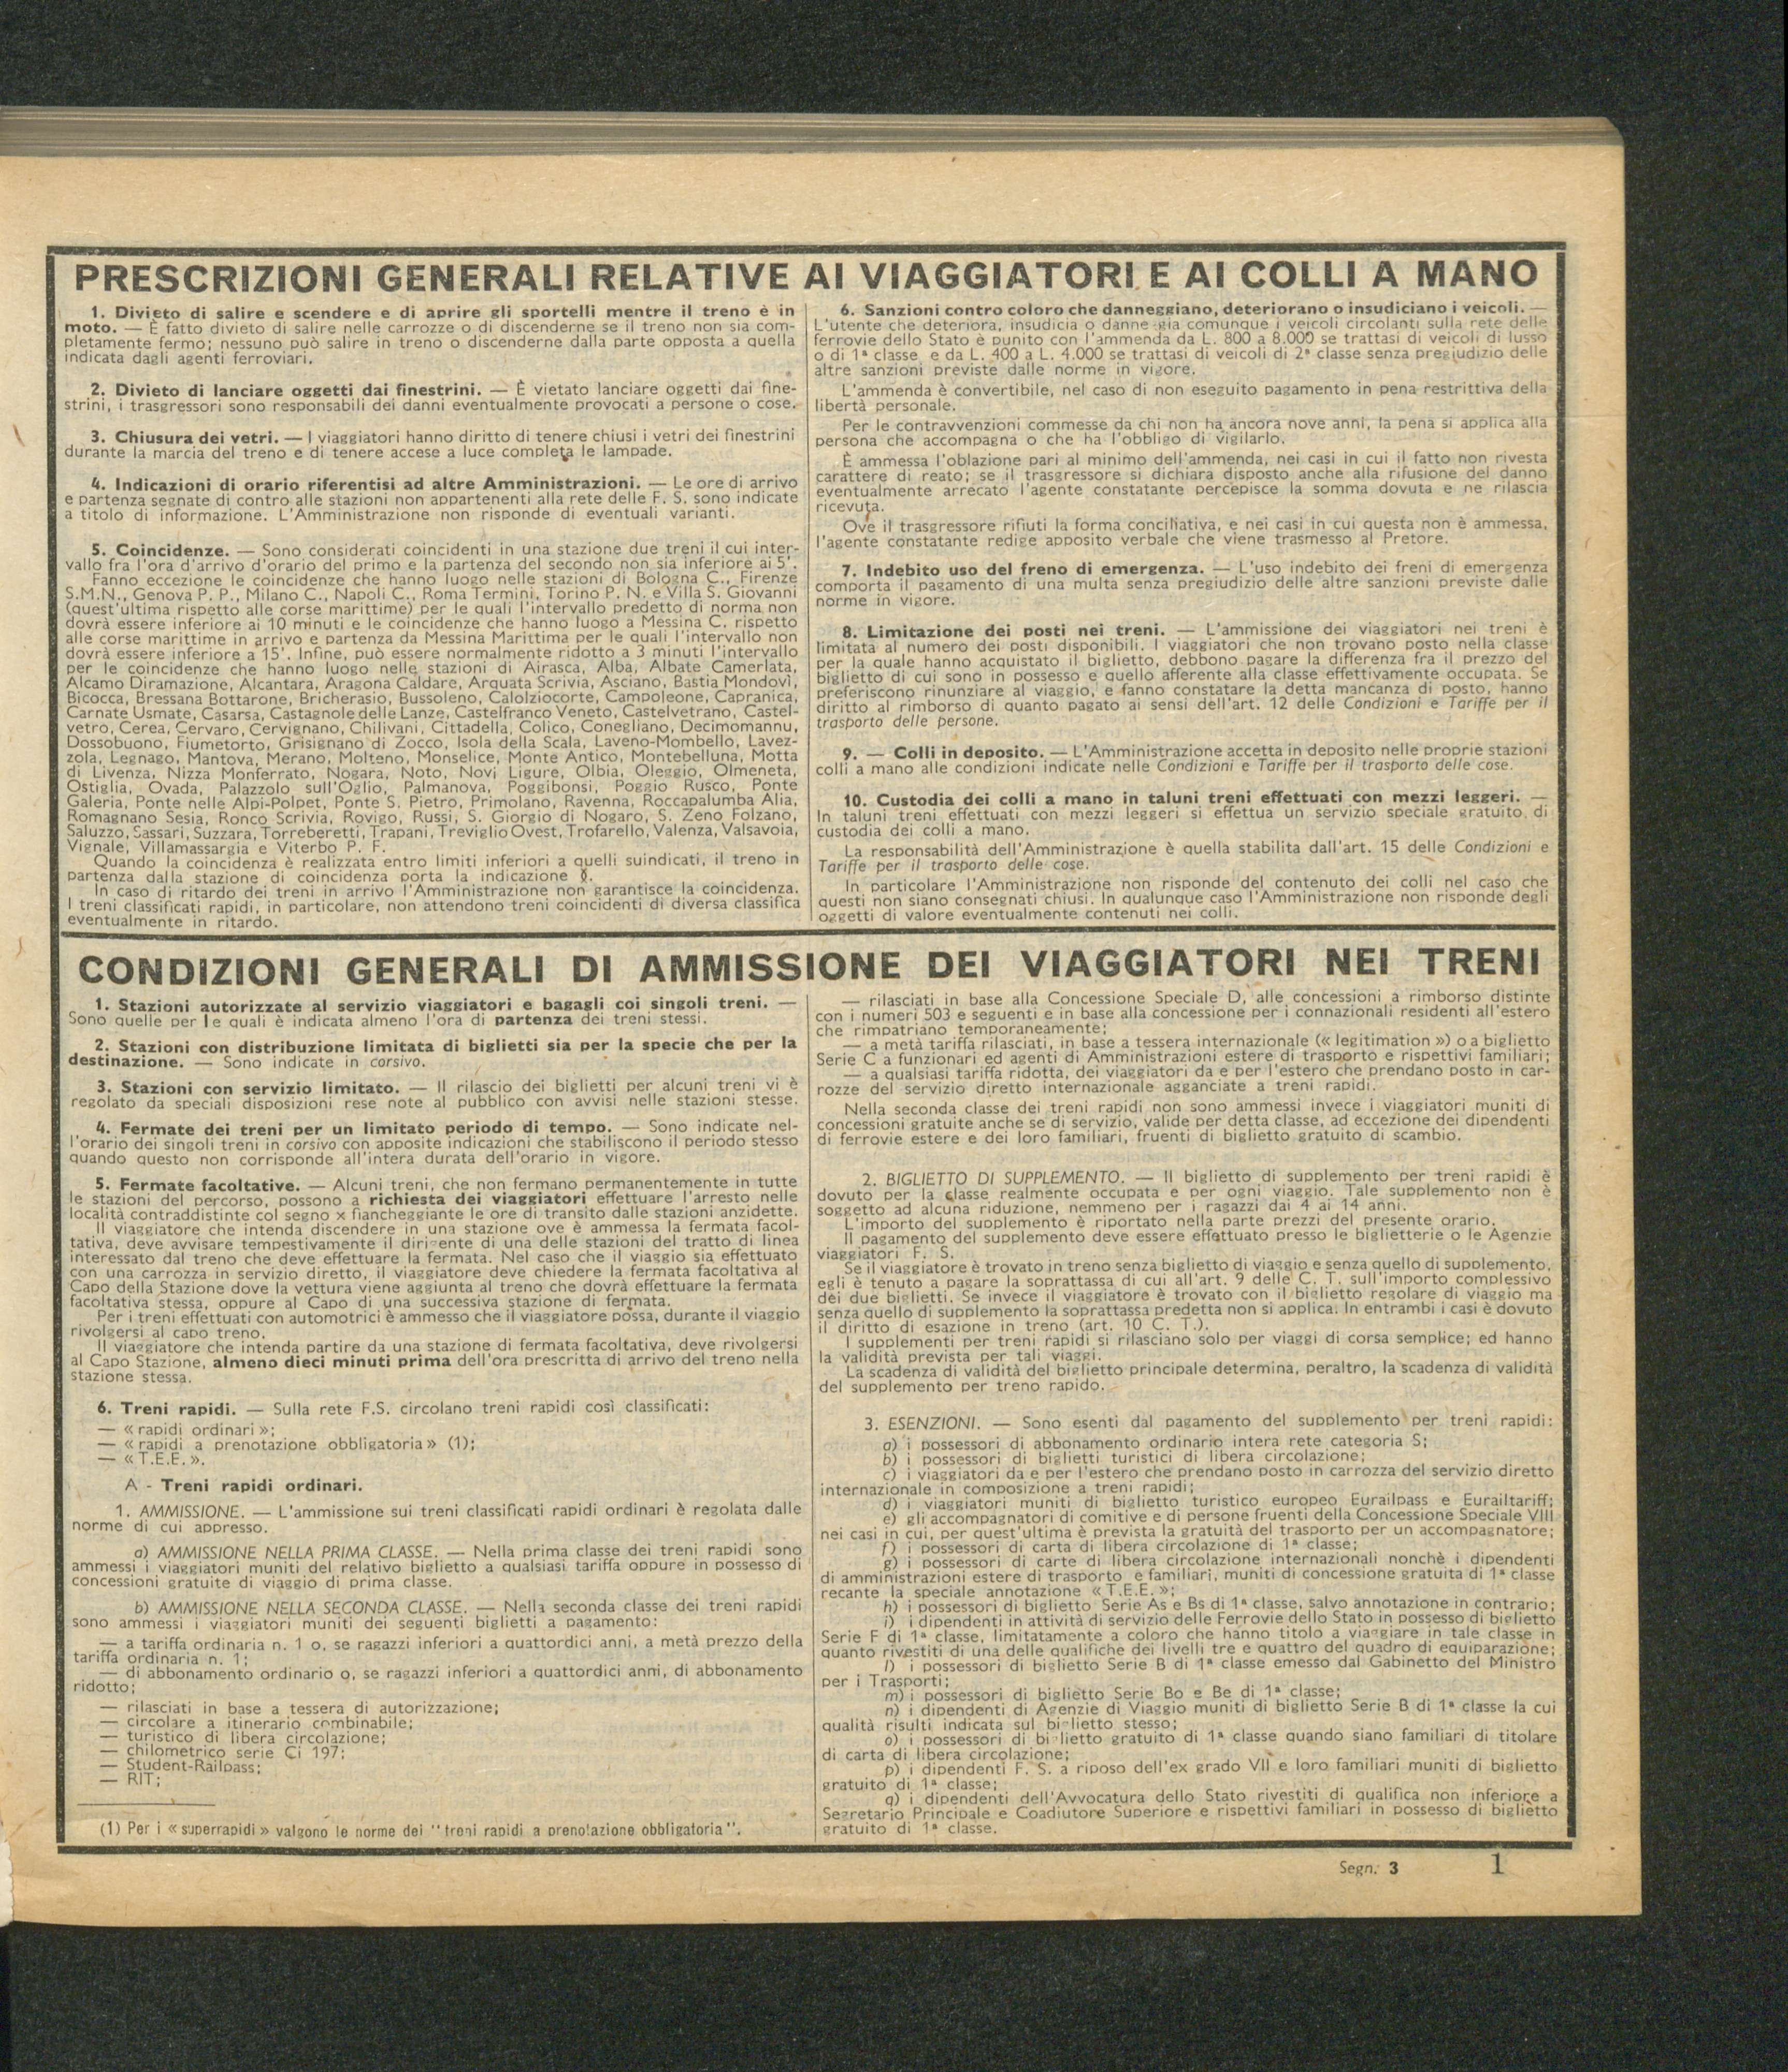 PRESCRIZIONI GENERALI RELATIVE AI VIAGGIATORI E AI COLLI A MANO
1. Divieto di salire e scendere e di aprire gli sportelli mentre il treno è in
moto. — È fatto divieto di salire nelle carrozze o di discenderne se il treno non sia com-
pletamente fermo; nessuno può salire in treno o discenderne dalla parte opposta a quella
indicata dagli agenti ferroviari.
2. Divieto di lanciare oggetti dai finestrini. — È vietato lanciare oggetti dai fine-
strini, i trasgressori sono responsabili dei danni eventualmente provocati a persone o cose.
3. Chiusura dei vetri. — I viaggiatori hanno diritto di tenere chiusi i vetri dei finestrini
durante la marcia del treno e di tenere accese a luce completa le lampade.
4. Indicazioni di orario riferentisi ad altre Amministrazioni. — Le ore di arrivo
e partenza segnate di contro alle stazioni non appartenenti alla rete delle F. S. sono indicate
a titolo di informazione. L'Amministrazione non risponde di eventuali varianti.
5. Coincidenze. — Sono considerati coincidenti in una stazione due treni il cui inter-
vallo fra l'ora d'arrivo d'orario del primo e la partenza del secondo non sia inferiore ai 5'.
Fanno eccezione le coincidenze che hanno luogo nelle stazioni di Bologna C., Firenze
S.M.N., Genova P. P., Milano C., Napoli C., Roma Termini, Torino P. N. e Villa S. Giovanni
(quest'ultima rispetto alle corse marittime) per le quali l'intervallo predetto di norma non
dovrà essere inferiore ai 10 minuti e le coincidenze che hanno luogo a Messina C. rispetto
alle corse marittime in arrivo e partenza da Messina Marittima per le quali l'intervallo non
dovrà essere inferiore a 15'. Infine, può essere normalmente ridotto a 3 minuti l'intervallo
per le coincidenze che hanno luogo nelle stazioni di Airasca, Alba, Albate Camerlata,
Alcamo Diramazione, Alcantara, Aragona Caldare, Arquata Scrivia, Asciano, Bastia Mondovì,
Bicocca, Bressana Bottarone, Bricherasio, Bussoleno, Calolziocorte, Campoleone, Capranica,
Carnate Usmate, Casarsa, Castagnole delle Lanze, Castelfranco Veneto, Castelvetrano, Castel-
vetro, Cerea, Cervaro, Cervignano, Chilivani, Cittadella, Colico, Conegliano, Decimomannu,
Dossobuono, Fiumetorto, Grisignano di Zocco, Isola della Scala, Laveno-Mombello, Lavez-
zola, Legnago, Mantova, Merano, Molteno, Monselice, Monte Antico, Montebelluna, Motta
di Livenza, Nizza Monferrato, Nogara, Noto, Novi Ligure, Olbia, Oleggio, Olmeneta,
Ostiglia, Ovada, Palazzolo sull'Oglio, Palmanova, Poggibonsi, Poggio Rusco, Ponte
Galeria, Ponte nelle Alpi-Polpet, Ponte S. Pietro, Primolano, Ravenna, Roccapalumba Alia,
Romagnano Sesia, Ronco Scrivia, Rovigo, Russi, S. Giorgio di Nogaro, S. Zeno Folzano,
Saluzzo, Sassari, Suzzara, Torreberetti, Trapani, Treviglio Ovest, Trofarello, Valenza, Valsavoia,
Vignale, Villamassargia e Viterbo P. F.
Quando la coincidenza è realizzata entro limiti inferiori a quelli suindicati, il treno in
partenza dalla stazione di coincidenza porta la indicazione
In caso di ritardo dei treni in arrivo l'Amministrazione non garantisce la coincidenza.
I treni classificati rapidi, in particolare, non attendono treni coincidenti di diversa classifica
eventualmente in ritardo.
6. Sanzioni contro coloro che danneggiano, deteriorano o insudiciano i veicoli. —
L'utente che deteriora, insudicia o danneggia comunque i veicoli circolanti sulla rete delle
ferrovie dello Stato è punito con l'ammenda da L. 800 a 8.000 se trattasi di veicoli di lusso
o di 1ª classe e da L. 400 a L. 4.000 se trattasi di veicoli di 2ª classe senza pregiudizio delle
altre sanzioni previste dalle norme in vigore.
L'ammenda è convertibile, nel caso di non eseguito pagamento in pena restrittiva della
libertà personale.
Per le contravvenzioni commesse da chi non ha ancora nove anni, la pena si applica alla
persona che accompagna o che ha l'obbligo di vigilarlo.
È ammessa l'oblazione pari al minimo dell'ammenda, nei casi in cui il fatto non rivesta
carattere di reato; se il trasgressore si dichiara disposto anche alla rifusione del danno
eventualmente arrecato l'agente constatante percepisce la somma dovuta e ne rilascia
ricevuta.
Ove il trasgressore rifiuti la forma conciliativa, e nei casi in cui questa non è ammessa,
l'agente constatante redige apposito verbale che viene trasmesso al Pretore.
7. Indebito uso del freno di emergenza. — L'uso indebito dei freni di emergenza
comporta il pagamento di una multa senza pregiudizio delle altre sanzioni previste dalle
norme in vigore.
8. Limitazione dei posti nei treni. — L'ammissione dei viaggiatori nei treni è
limitata al numero dei posti disponibili. I viaggiatori che non trovano posto nella classe
per la quale hanno acquistato il biglietto, debbono pagare la differenza fra il prezzo del
biglietto di cui sono in possesso e quello afferente alla classe effettivamente occupata. Se
preferiscono rinunziare al viaggio, e fanno constatare la detta mancanza di posto, hanno
diritto al rimborso di quanto pagato ai sensi dell'art. 12 delle Condizioni e Tariffe per il
trasporto delle persone.
9. — Colli in deposito. — L'Amministrazione accetta in deposito nelle proprie stazioni
colli a mano alle condizioni indicate nelle Condizioni e Tariffe per il trasporto delle cose.
10. Custodia dei colli a mano in taluni treni effettuati con mezzi leggeri. —
In taluni treni effettuati con mezzi leggeri si effettua un servizio speciale gratuito di
custodia dei colli a mano.
La responsabilità dell'Amministrazione è quella stabilita dall'art. 15 delle Condizioni e
Tariffe per il trasporto delle cose.
In particolare l'Amministrazione non risponde del contenuto dei colli nel caso che
questi non siano consegnati chiusi. In qualunque caso l'Amministrazione non risponde degli
oggetti di valore eventualmente contenuti nei colli.
CONDIZIONI GENERALI DI AMMISSIONE DEI VIAGGIATORI NEI TRENI
1. Stazioni autorizzate al servizio viaggiatori e bagagli coi singoli treni. —
Sono quelle per le quali è indicata almeno l'ora di partenza dei treni stessi.
2. Stazioni con distribuzione limitata di biglietti sia per la specie che per la
destinazione. — Sono indicate in corsivo.
3. Stazioni con servizio limitato. — Il rilascio dei biglietti per alcuni treni vi è
regolato da speciali disposizioni rese note al pubblico con avvisi nelle stazioni stesse.
4. Fermate dei treni per un limitato periodo di tempo. — Sono indicate nel-
l'orario dei singoli treni in corsivo con apposite indicazioni che stabiliscono il periodo stesso
quando questo non corrisponde all'intera durata dell'orario in vigore.
5. Fermate facoltative. — Alcuni treni, che non fermano permanentemente in tutte
le stazioni del percorso, possono a richiesta dei viaggiatori effettuare l'arresto nelle
località contraddistinte col segno x fiancheggiante le ore di transito dalle stazioni anzidette.
Il viaggiatore che intenda discendere in una stazione ove è ammessa la fermata facol-
tativa, deve avvisare tempestivamente il dirigente di una delle stazioni del tratto di linea
interessato dal treno che deve effettuare la fermata. Nel caso che il viaggio sia effettuato
con una carrozza in servizio diretto, il viaggiatore deve chiedere la fermata facoltativa al
Capo della Stazione dove la vettura viene aggiunta al treno che dovrà effettuare la fermata
facoltativa stessa, oppure al Capo di una successiva stazione di fermata.
Per i treni effettuati con automotrici è ammesso che il viaggiatore possa, durante il viaggio
rivolgersi al capo treno.
Il viaggiatore che intenda partire da una stazione di fermata facoltativa, deve rivolgersi
al Capo Stazione, almeno dieci minuti prima dell'ora prescritta di arrivo del treno nella
stazione stessa.
6. Treni rapidi. — Sulla rete F.S. circolano treni rapidi così classificati:
— « rapidi ordinari »;
— « rapidi a prenotazione obbligatoria » (1);
— « T.E.E. ».
A - Treni rapidi ordinari.
1. AMMISSIONE. — L'ammissione sui treni classificati rapidi ordinari è regolata dalle
norme di cui appresso.
a) AMMISSIONE NELLA PRIMA CLASSE. — Nella prima classe dei treni rapidi sono
ammessi i viaggiatori muniti del relativo biglietto a qualsiasi tariffa oppure in possesso di
concessioni gratuite di viaggio di prima classe.
b) AMMISSIONE NELLA SECONDA CLASSE. — Nella seconda classe dei treni rapidi
sono ammessi i viaggiatori muniti dei seguenti biglietti a pagamento:
— a tariffa ordinaria n. 1 o, se ragazzi inferiori a quattordici anni, a metà prezzo della
tariffa ordinaria n. 1;
— di abbonamento ordinario o, se ragazzi inferiori a quattordici anni, di abbonamento
ridotto;
— rilasciati in base a tessera di autorizzazione;
— circolare a itinerario combinabile;
— turistico di libera circolazione;
— chilometrico serie Ci 197;
— Student-Railpass;
— RIT;
(1) Per i « superrapidi » valgono le norme dei "treni rapidi a prenotazione obbligatoria".
— rilasciati in base alla Concessione Speciale D, alle concessioni a rimborso distinte
con i numeri 503 e seguenti e in base alla concessione per i connazionali residenti all'estero
che rimpatriano temporaneamente;
— a metà tariffa rilasciati, in base a tessera internazionale (« legitimation ») o a biglietto
Serie C a funzionari ed agenti di Amministrazioni estere di trasporto e rispettivi familiari;
— a qualsiasi tariffa ridotta, dei viaggiatori da e per l'estero che prendano posto in car-
rozze del servizio diretto internazionale agganciate a treni rapidi.
Nella seconda classe dei treni rapidi non sono ammessi invece i viaggiatori muniti di
concessioni gratuite anche se di servizio, valide per detta classe, ad eccezione dei dipendenti
di ferrovie estere e dei loro familiari, fruenti di biglietto gratuito di scambio.
2. BIGLIETTO DI SUPPLEMENTO. — Il biglietto di supplemento per treni rapidi è
dovuto per la classe realmente occupata e per ogni viaggio. Tale supplemento non è
soggetto ad alcuna riduzione, nemmeno per i ragazzi dai 4 ai 14 anni.
L'importo del supplemento è riportato nella parte prezzi del presente orario.
Il pagamento del supplemento deve essere effettuato presso le biglietterie o le Agenzie
viaggiatori F. S.
Se il viaggiatore è trovato in treno senza biglietto di viaggio e senza quello di supplemento,
egli è tenuto a pagare la soprattassa di cui all'art. 9 delle C. T. sull'importo complessivo
dei due biglietti. Se invece il viaggiatore è trovato con il biglietto regolare di viaggio ma
senza quello di supplemento la soprattassa predetta non si applica. In entrambi i casi è dovuto
il diritto di esazione in treno (art. 10 C. T.).
I supplementi per treni rapidi si rilasciano solo per viaggi di corsa semplice; ed hanno
la validità prevista per tali viaggi.
La scadenza di validità del biglietto principale determina, peraltro, la scadenza di validità
del supplemento per treno rapido.
3. ESENZIONI. — Sono esenti dal pagamento del supplemento per treni rapidi:
a) i possessori di abbonamento ordinario intera rete categoria S;
b) i possessori di biglietti turistici di libera circolazione;
c) i viaggiatori da e per l'estero che prendano posto in carrozza del servizio diretto
internazionale in composizione a treni rapidi;
d) i viaggiatori muniti di biglietto turistico europeo Eurailpass e Eurailtariff;
e) gli accompagnatori di comitive e di persone fruenti della Concessione Speciale VIII
nei casi in cui, per quest'ultima è prevista la gratuità del trasporto per un accompagnatore;
f) i possessori di carta di libera circolazione di 1ª classe;
g) i possessori di carte di libera circolazione internazionali nonchè i dipendenti
di amministrazioni estere di trasporto e familiari, muniti di concessione gratuita di 1ª classe
recante la speciale annotazione « T.E.E. »;
h) i possessori di biglietto Serie As e Bs di 1ª classe, salvo annotazione in contrario;
i) i dipendenti in attività di servizio delle Ferrovie dello Stato in possesso di biglietto
Serie F di 1ª classe, limitatamente a coloro che hanno titolo a viaggiare in tale classe in
quanto rivestiti di una delle qualifiche dei livelli tre e quattro del quadro di equiparazione;
l) i possessori di biglietto Serie B di 1ª classe emesso dal Gabinetto del Ministro
per i Trasporti;
m) i possessori di biglietto Serie Bo e Be di 1ª classe;
n) i dipendenti di Agenzie di Viaggio muniti di biglietto Serie B di 1ª classe la cui
qualità risulti indicata sul biglietto stesso;
o) i possessori di biglietto gratuito di 1ª classe quando siano familiari di titolare
di carta di libera circolazione;
p) i dipendenti F. S. a riposo dell'ex grado VII e loro familiari muniti di biglietto
gratuito di 1ª classe;
q) i dipendenti dell'Avvocatura dello Stato rivestiti di qualifica non inferiore a
Segretario Principale e Coadiutore Superiore e rispettivi familiari in possesso di biglietto
gratuito di 1ª classe.
Segn. 3
1